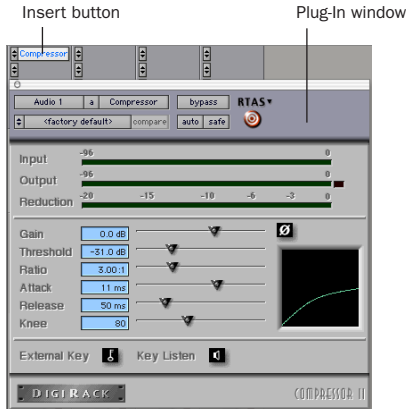 Insert button Plug-In window
Compressor
Audio 1 a Compressor bypass RTAS
<factory default> compare auto safe
Input -96 0
Output -96 0
Reduction -20 -15 -10 -6 -3 0
Gain 0.0 dB Ø
Threshold -31.0 dB
Ratio 3.00:1
Attack 11 ms
Release 50 ms
Knee 80
External Key Key Listen
DIGIRACK COMPRESSOR II